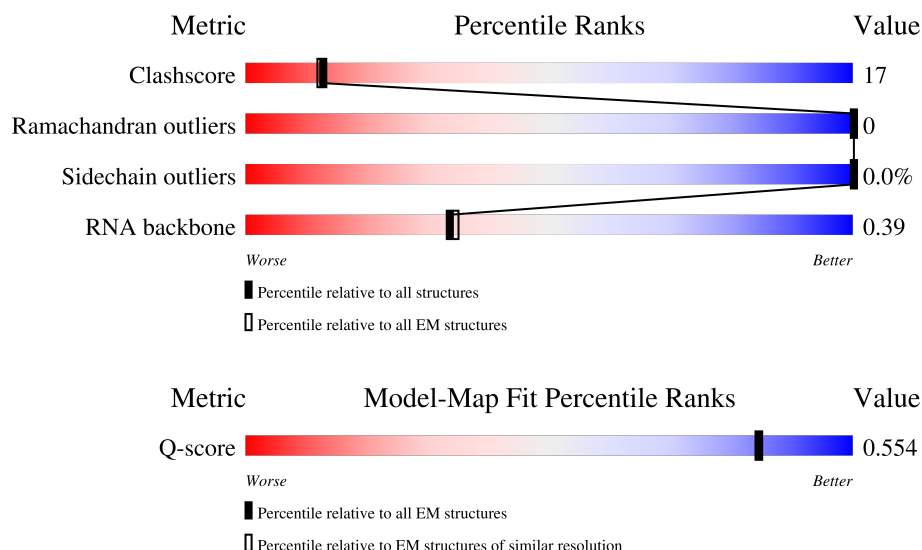 Metric Percentile Ranks Value
Clashscore 17
Ramachandran outliers 0
Sidechain outliers 0.0%
RNA backbone 0.39
Worse Better
Percentile relative to all structures
Percentile relative to all EM structures
Metric Model-Map Fit Percentile Ranks Value
Q-score 0.554
Worse Better
Percentile relative to all EM structures
Percentile relative to EM structures of similar resolution